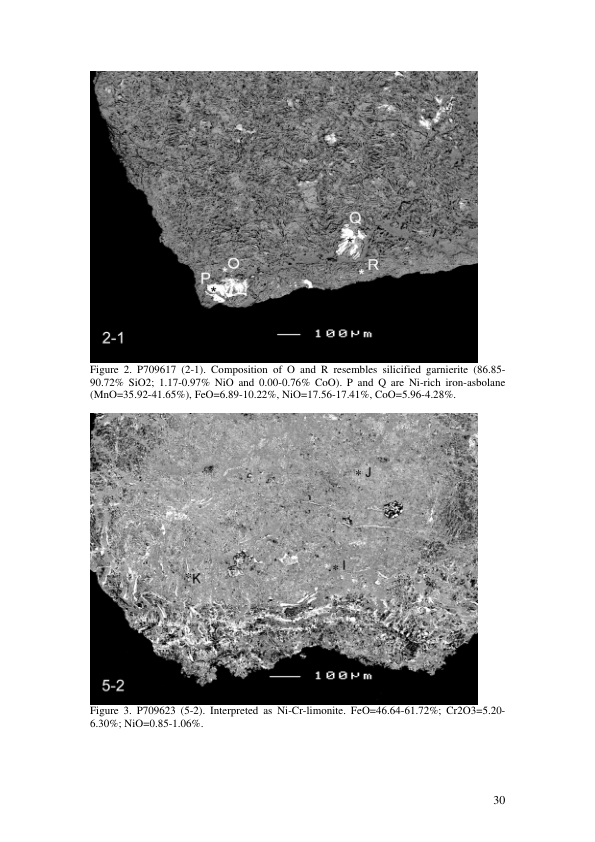 Q
O
R
P
2-1
100µm
Figure 2. P709617 (2-1). Composition of O and R resembles silicified garnierite (86.85-
90.72% SiO2; 1.17-0.97% NiO and 0.00-0.76% CoO). P and Q are Ni-rich iron-asbolane
(MnO=35.92-41.65%), FeO=6.89-10.22%, NiO=17.56-17.41%, CoO=5.96-4.28%.
* J
* I
* K
5-2
100µm
Figure 3. P709623 (5-2). Interpreted as Ni-Cr-limonite. FeO=46.64-61.72%; Cr2O3=5.20-
6.30%; NiO=0.85-1.06%.
30